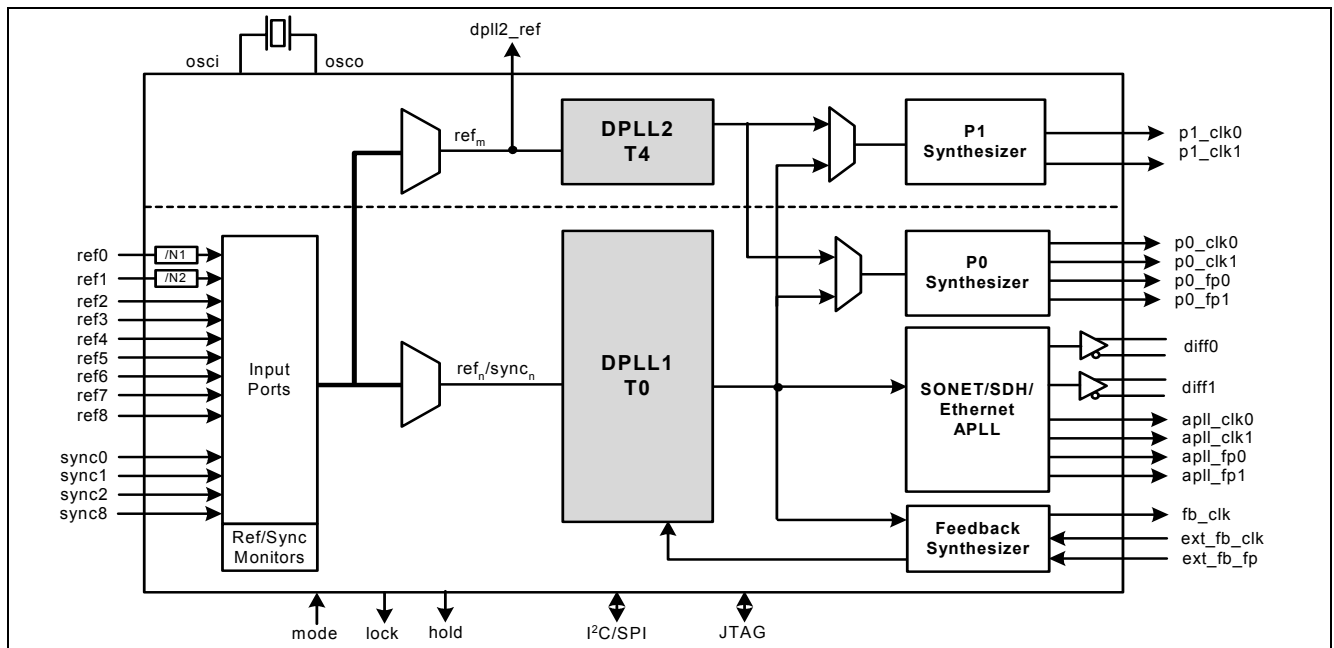 dpll2_ref
osci
osco
ref_m
DPLL2
T4
P1
Synthesizer
p1_clk0
p1_clk1
ref0
/N1
ref1
/N2
ref2
ref3
ref4
ref5
ref6
ref7
ref8
sync0
sync1
sync2
sync8
Input
Ports
Ref/Sync
Monitors
ref_n/sync_n
DPLL1
T0
P0
Synthesizer
p0_clk0
p0_clk1
p0_fp0
p0_fp1
SONET/SDH/
Ethernet
APLL
diff0
diff1
apll_clk0
apll_clk1
apll_fp0
apll_fp1
Feedback
Synthesizer
fb_clk
ext_fb_clk
ext_fb_fp
mode
lock
hold
I²C/SPI
JTAG